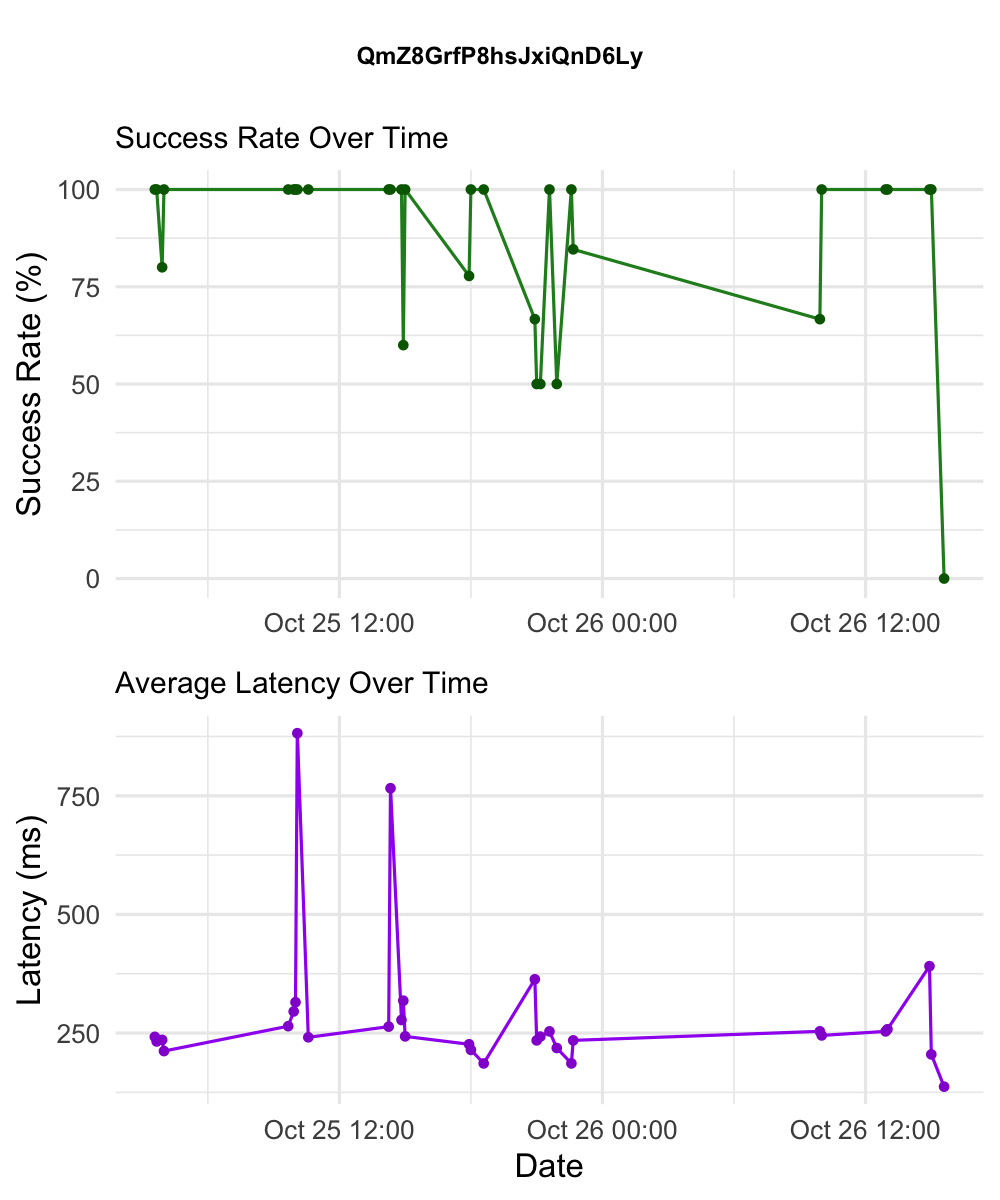 QmZ8GrfP8hsJxiQnD6Ly
Success Rate Over Time
Success Rate (%)
100
75
50
25
0
Oct 25 12:00 Oct 26 00:00 Oct 26 12:00
Average Latency Over Time
Latency (ms)
750
500
250
Oct 25 12:00 Oct 26 00:00 Oct 26 12:00
Date